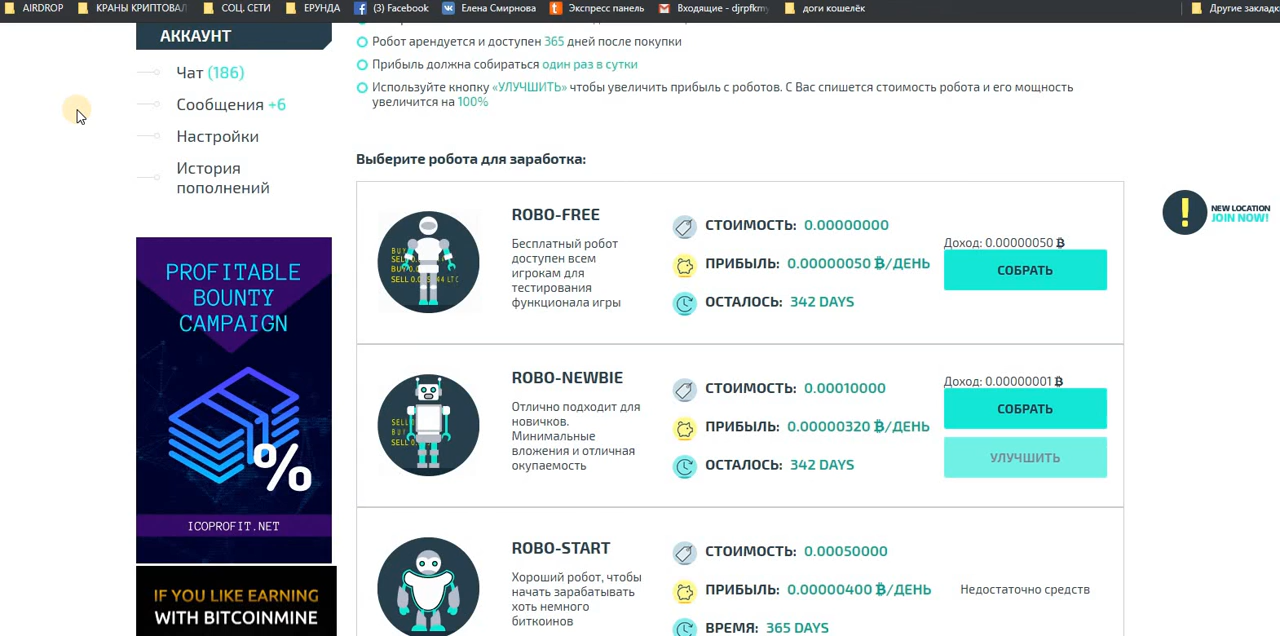 AIRDROP КРАНЫ КРИПТОВАЛ СОЦ. СЕТИ ЕРУНДА (3) Facebook Елена Смирнова Экспресс панель Входящие - djrpfkm доги кошелёк Другие закладк
АККАУНТ
Чат (186)
Сообщения +6
Настройки
История
пополнений
PROFITABLE
BOUNTY
CAMPAIGN
%
ICOPROFIT.NET
IF YOU LIKE EARNING
WITH BITCOINMINE
Робот арендуется и доступен 365 дней после покупки
Прибыль должна собираться один раз в сутки
Используйте кнопку «УЛУЧШИТЬ» чтобы увеличить прибыль с роботов. С Вас спишется стоимость робота и его мощность
увеличится на 100%
Выберите робота для заработка:
ROBO-FREE
Бесплатный робот
доступен всем
игрокам для
тестирования
функционала игры
СТОИМОСТЬ: 0.00000000
ПРИБЫЛЬ: 0.00000050 ₿/ДЕНЬ
ОСТАЛОСЬ: 342 DAYS
Доход: 0.00000050 ₿
СОБРАТЬ
ROBO-NEWBIE
Отлично подходит для
новичков.
Минимальные
вложения и отличная
окупаемость
СТОИМОСТЬ: 0.00010000
ПРИБЫЛЬ: 0.00000320 ₿/ДЕНЬ
ОСТАЛОСЬ: 342 DAYS
Доход: 0.00000001 ₿
СОБРАТЬ
УЛУЧШИТЬ
ROBO-START
Хороший робот, чтобы
начать зарабатывать
хоть немного
биткоинов
СТОИМОСТЬ: 0.00050000
ПРИБЫЛЬ: 0.00000400 ₿/ДЕНЬ
ВРЕМЯ: 365 DAYS
Недостаточно средств
NEW LOCATION
JOIN NOW!